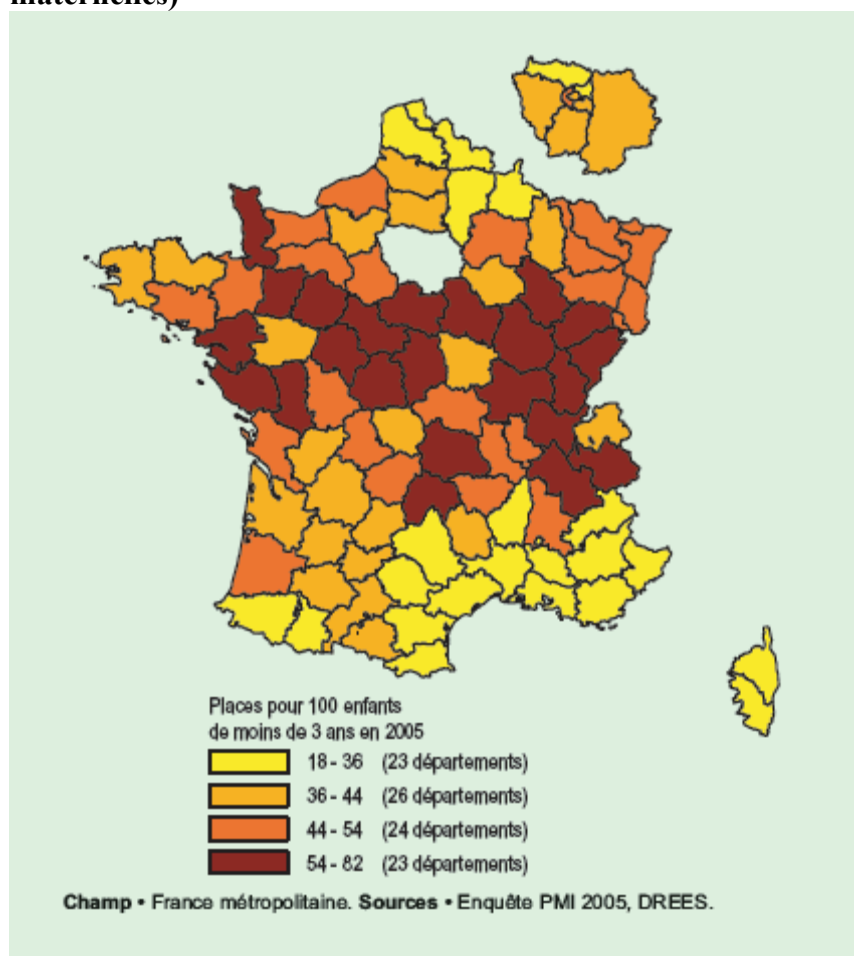 maternelles)
Places pour 100 enfants
de moins de 3 ans en 2005
18 - 36 (23 départements)
36 - 44 (26 départements)
44 - 54 (24 départements)
54 - 82 (23 départements)
Champ • France métropolitaine. Sources • Enquête PMI 2005, DREES.